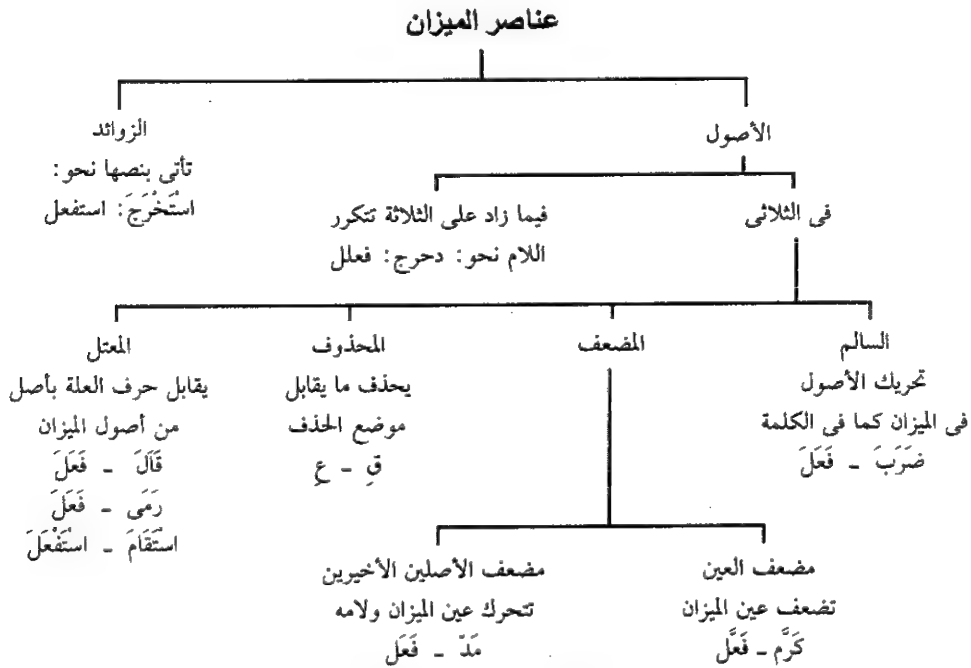 عناصر الميزان
الأصول
الزوائد
تأتى بنصها نحو:
استَخْرَجَ: استفعل
فى الثلاثى
فيما زاد على الثلاثة تتكرر
اللام نحو: دحرج: فعلل
السالم
تحريك الأصول
فى الميزان كما فى الكلمة
ضَرَبَ - فَعَلَ
المضعف
المحذوف
يحذف ما يقابل
موضع الحذف
قِ - عِ
المعتل
يقابل حرف العلة بأصل
من أصول الميزان
قَالَ - فَعَلَ
رَمَى - فَعَلَ
استَقَامَ - استَفْعَلَ
مضعف العين
تضعف عين الميزان
كَرَّم - فَعَّل
مضعف الأصلين الأخيرين
تتحرك عين الميزان ولامه
مَدّ - فَعَل